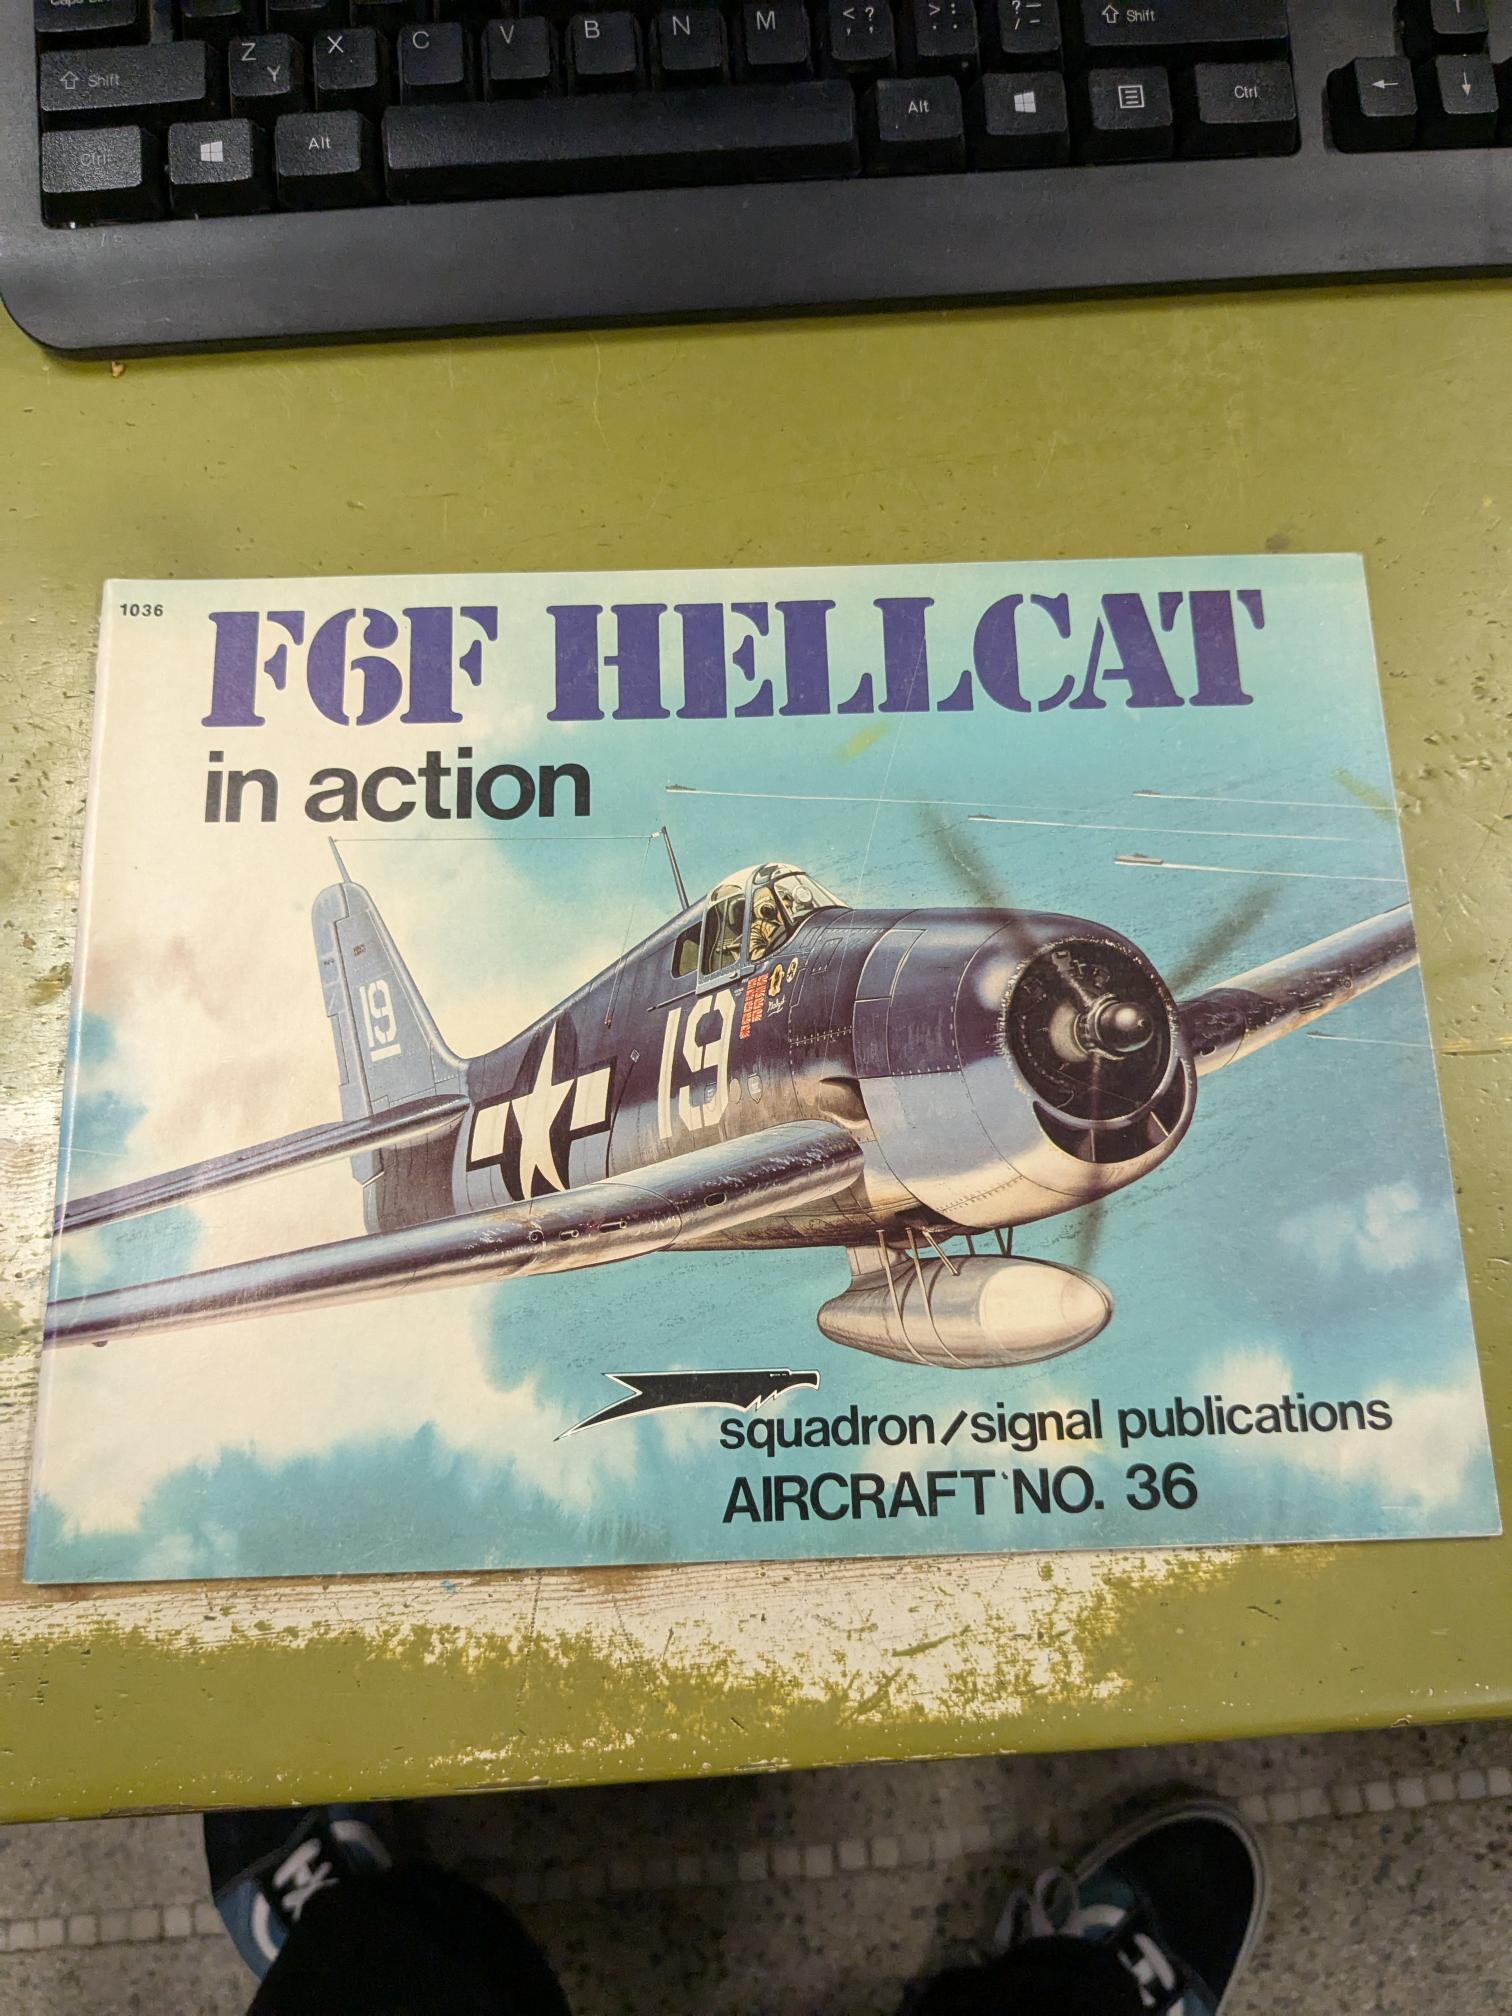 Caps
Shift
Z
Y
X
C
V
B
N
M
< ?
, ;
> :
. :
? —
/ –
Shift
Ctrl
Alt
Alt
Ctrl
←
↓
1036
F6F HELLCAT
in action
19
19
squadron/signal publications
AIRCRAFT NO. 36